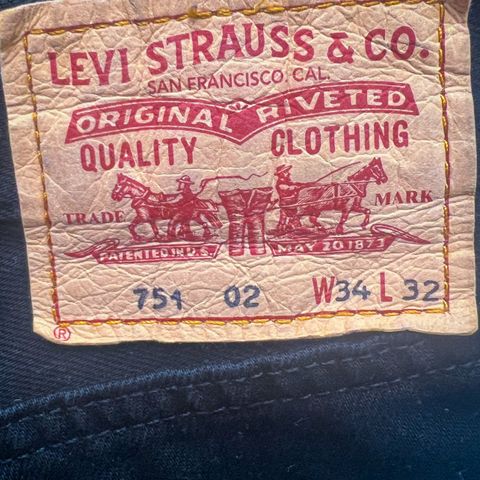 LEVI STRAUSS & CO.
SAN FRANCISCO CAL.
ORIGINAL RIVETED
QUALITY CLOTHING
TRADE MARK
PATENTED IN U.S. MAY 20 1873
751 02 W34 L 32
®